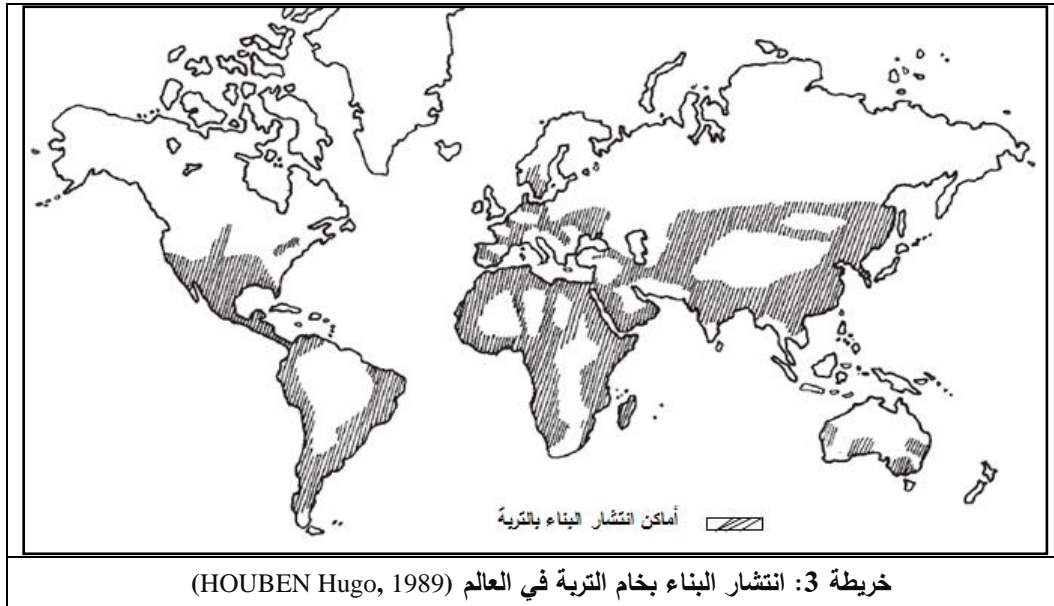 أماكن انتشار البناء بالتربة
خريطة 3: انتشار البناء بخام التربة في العالم (HOUBEN Hugo, 1989)